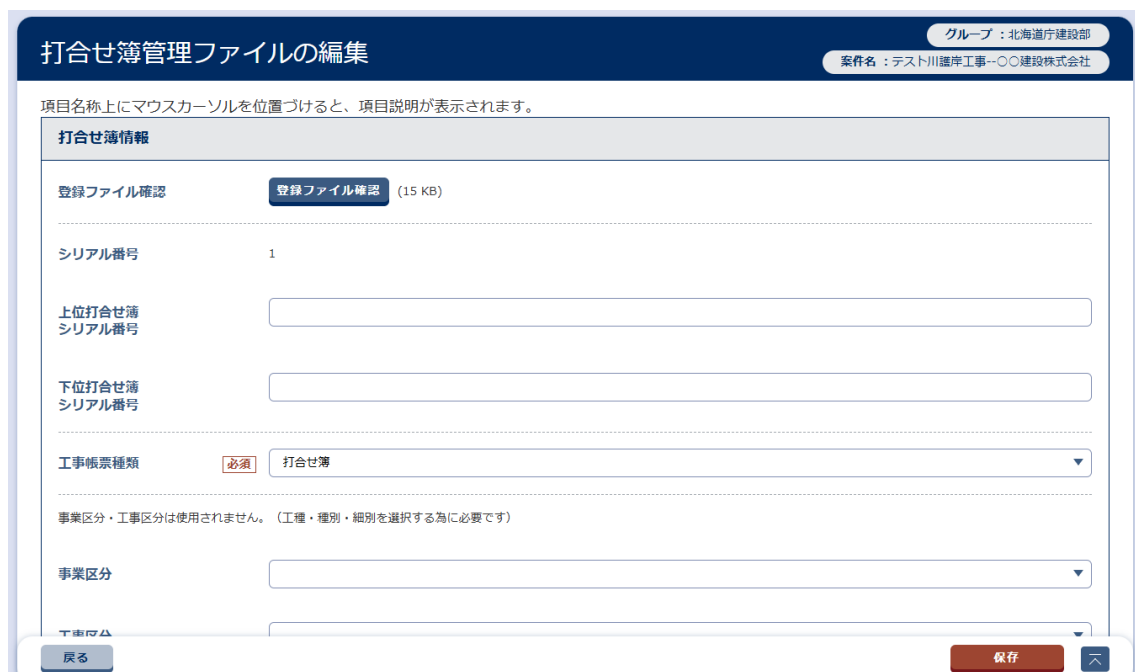 打合せ簿管理ファイルの編集
グループ ：北海道庁建設部
案件名 ：テスト川護岸工事--○○建設株式会社
項目名称上にマウスカーソルを位置づけると、項目説明が表示されます。
打合せ簿情報
登録ファイル確認 登録ファイル確認 (15 KB)
シリアル番号 1
上位打合せ簿
シリアル番号
下位打合せ簿
シリアル番号
工事帳票種類 必須 打合せ簿
事業区分・工事区分は使用されません。（工種・種別・細別を選択する為に必要です）
事業区分
工事区分
戻る 保存